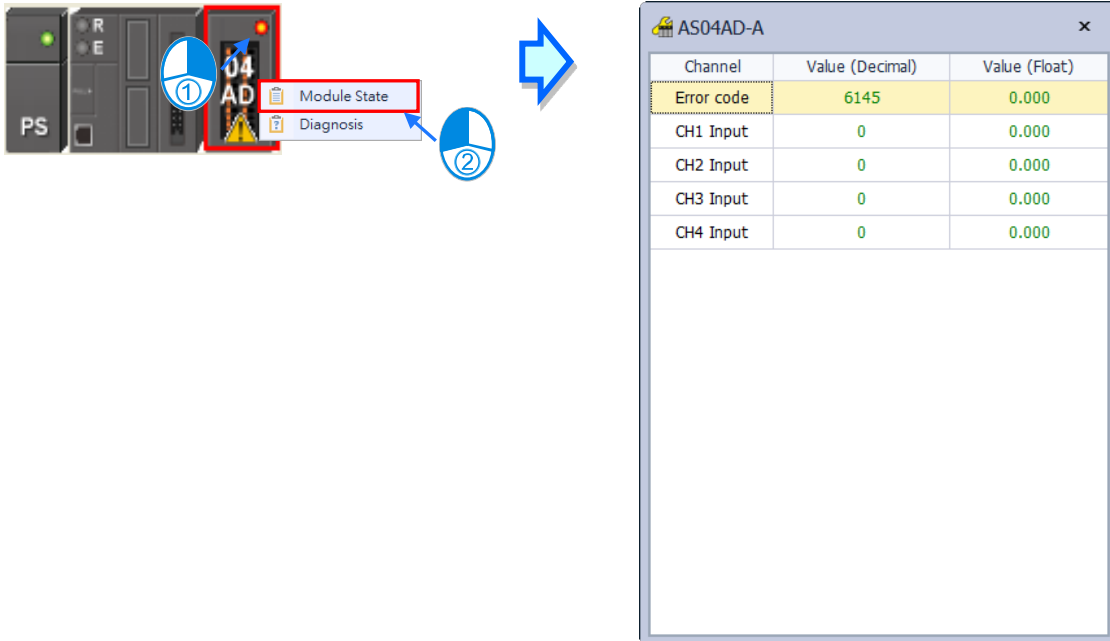 R
E
PS
04
AD
①
Module State
Diagnosis
②
AS04AD-A
Channel Value (Decimal) Value (Float)
Error code 6145 0.000
CH1 Input 0 0.000
CH2 Input 0 0.000
CH3 Input 0 0.000
CH4 Input 0 0.000